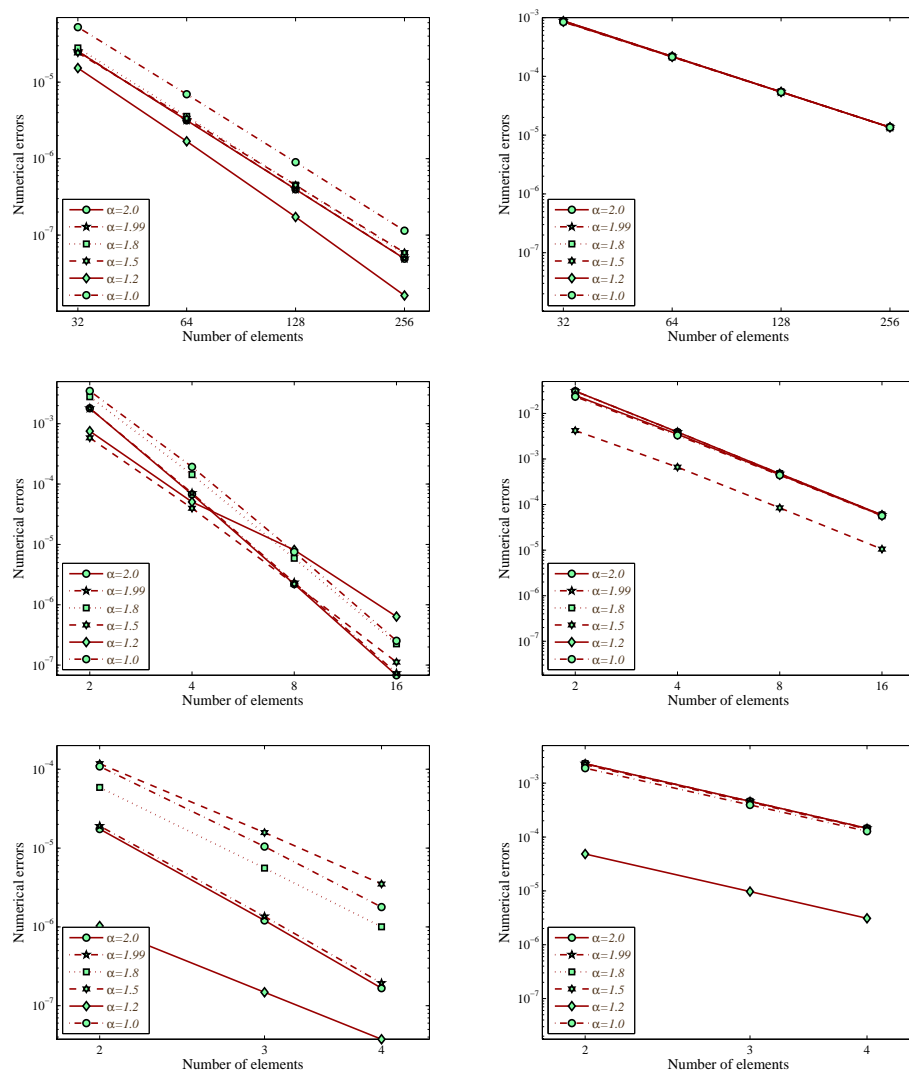 10^-5
10^-6
10^-7
Numerical errors
α=2.0
α=1.99
α=1.8
α=1.5
α=1.2
α=1.0
32
64
128
256
Number of elements
10^-3
10^-4
10^-5
10^-6
10^-7
Numerical errors
α=2.0
α=1.99
α=1.8
α=1.5
α=1.2
α=1.0
32
64
128
256
Number of elements
10^-3
10^-4
10^-5
10^-6
10^-7
Numerical errors
α=2.0
α=1.99
α=1.8
α=1.5
α=1.2
α=1.0
2
4
8
16
Number of elements
10^-2
10^-3
10^-4
10^-5
10^-6
10^-7
Numerical errors
α=2.0
α=1.99
α=1.8
α=1.5
α=1.2
α=1.0
2
4
8
16
Number of elements
10^-4
10^-5
10^-6
10^-7
Numerical errors
α=2.0
α=1.99
α=1.8
α=1.5
α=1.2
α=1.0
2
3
4
Number of elements
10^-3
10^-4
10^-5
10^-6
10^-7
Numerical errors
α=2.0
α=1.99
α=1.8
α=1.5
α=1.2
α=1.0
2
3
4
Number of elements